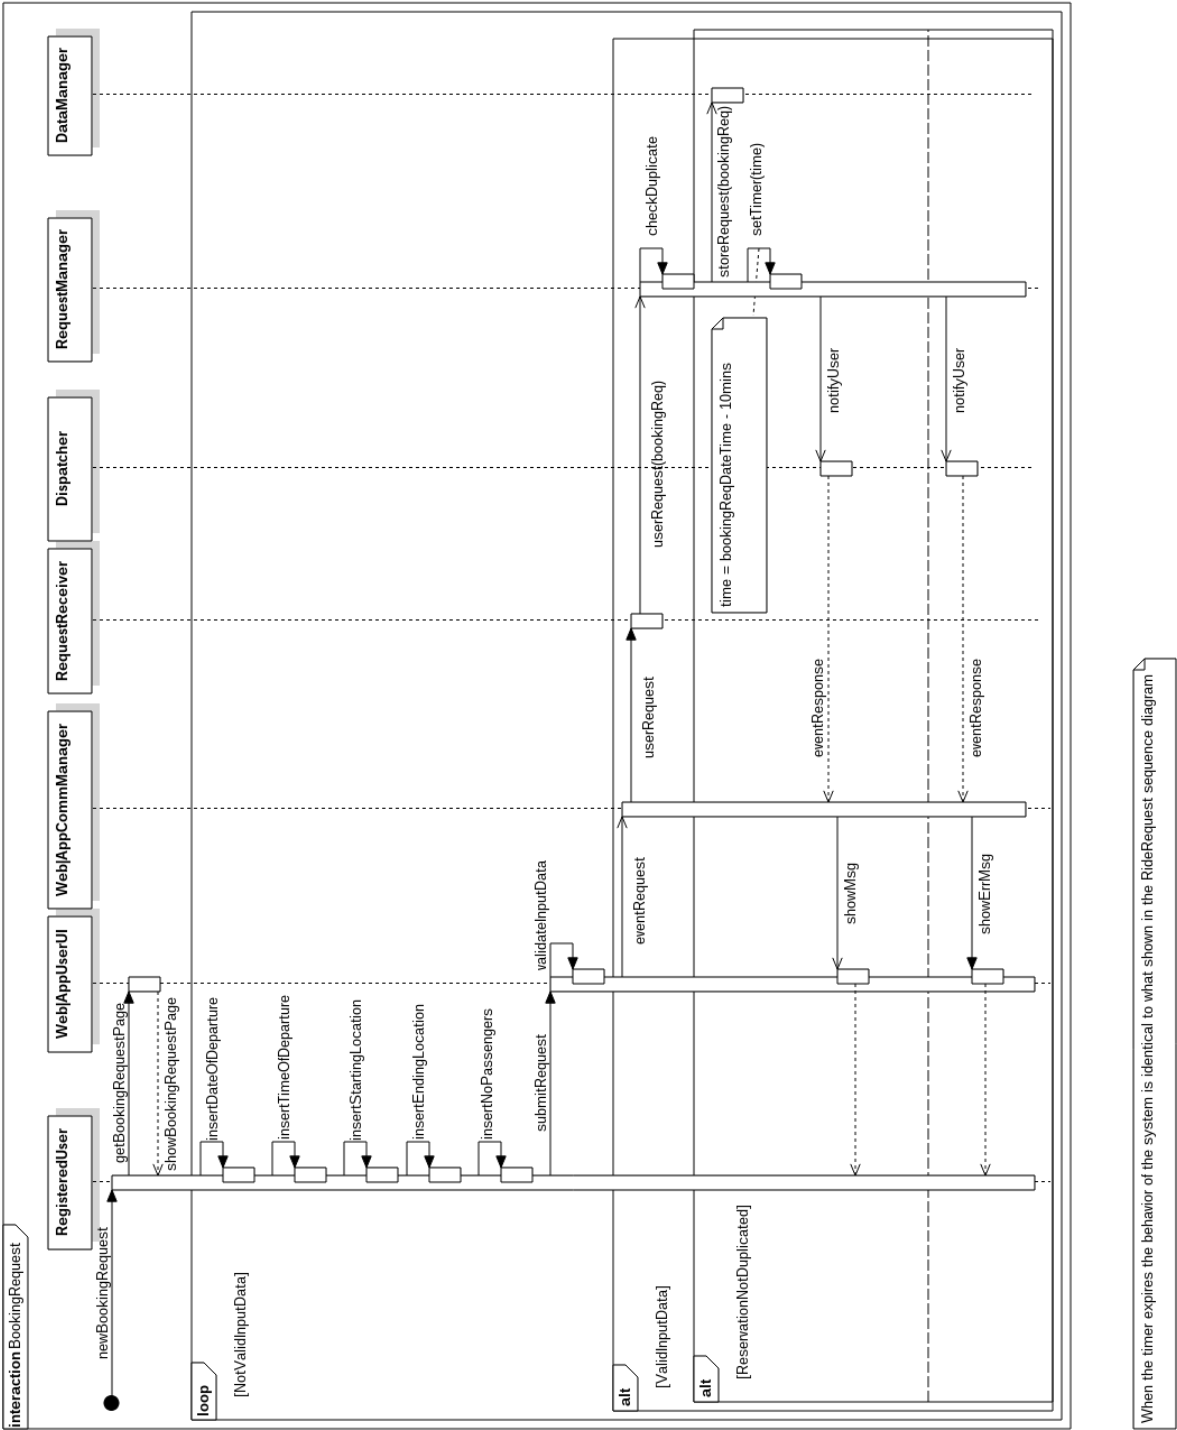 interaction BookingRequest
RegisteredUser
Web|AppUserUI
Web|AppCommManager
RequestReceiver
Dispatcher
RequestManager
DataManager
newBookingRequest
getBookingRequestPage
showBookingRequestPage
loop
[NotValidInputData]
insertDateOfDeparture
insertTimeOfDeparture
insertStartingLocation
insertEndingLocation
insertNoPassengers
submitRequest
validateInputData
alt
[ValidInputData]
eventRequest
userRequest
userRequest(bookingReq)
checkDuplicate
alt
[ReservationNotDuplicated]
storeRequest(bookingReq)
time = bookingReqDateTime - 10mins
setTimer(time)
notifyUser
eventResponse
showMsg
notifyUser
eventResponse
showErrMsg
When the timer expires the behavior of the system is identical to what shown in the RideRequest sequence diagram